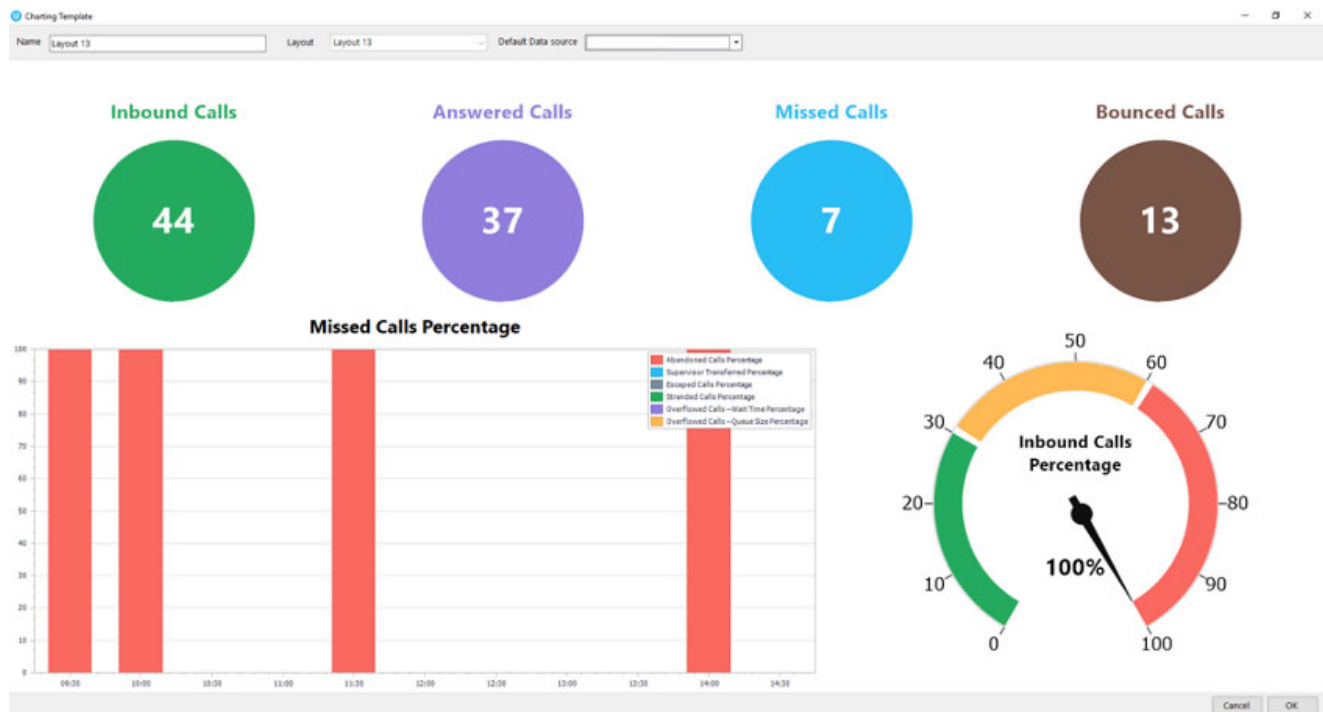 Charting Template
Name Layout 13 Layout Layout 13 Default Data source
Inbound Calls Answered Calls Missed Calls Bounced Calls
44 37 7 13
Missed Calls Percentage
100
90
80
70
60
50
40
30
20
10
0
09:30 10:00 10:30 11:00 11:30 12:00 12:30 13:00 13:30 14:00 14:30
Abandoned Calls Percentage
Supervisor Transferred Percentage
Escaped Calls Percentage
Stranded Calls Percentage
Overflowed Calls – Wait Time Percentage
Overflowed Calls – Queue Size Percentage
0
10
20
30
40
50
60
70
80
90
100
Inbound Calls
Percentage
100%
Cancel OK